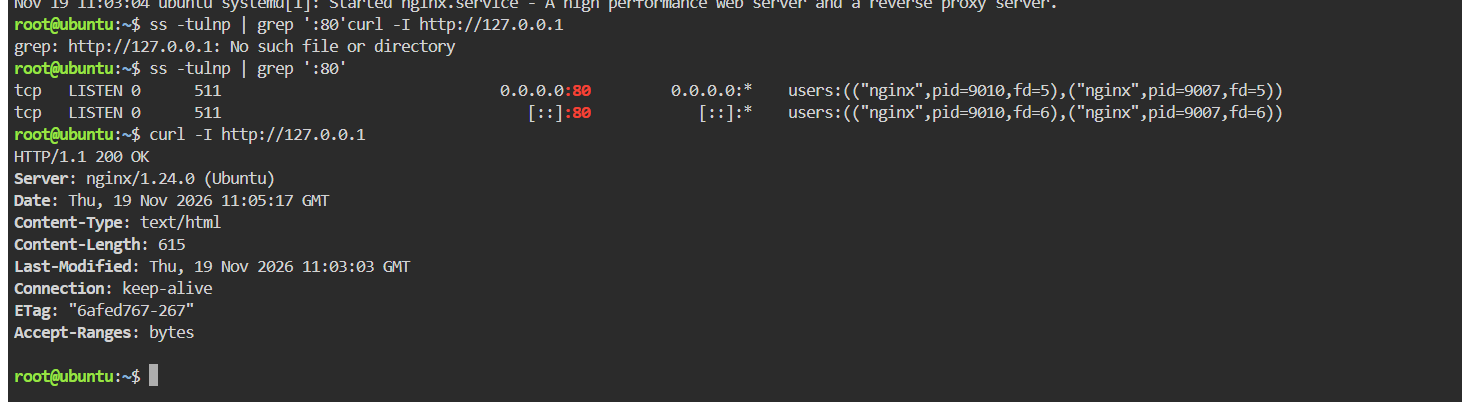 Nov 19 11:03:04 ubuntu systemd[1]: Started nginx.service - A high performance web server and a reverse proxy server.
root@ubuntu:~$ ss -tulnp | grep ':80'curl -I http://127.0.0.1
grep: http://127.0.0.1: No such file or directory
root@ubuntu:~$ ss -tulnp | grep ':80'
tcp   LISTEN 0      511                               0.0.0.0:80         0.0.0.0:*    users:(("nginx",pid=9010,fd=5),("nginx",pid=9007,fd=5))
tcp   LISTEN 0      511                                  [::]:80            [::]:*    users:(("nginx",pid=9010,fd=6),("nginx",pid=9007,fd=6))
root@ubuntu:~$ curl -I http://127.0.0.1
HTTP/1.1 200 OK
Server: nginx/1.24.0 (Ubuntu)
Date: Thu, 19 Nov 2026 11:05:17 GMT
Content-Type: text/html
Content-Length: 615
Last-Modified: Thu, 19 Nov 2026 11:03:03 GMT
Connection: keep-alive
ETag: "6afed767-267"
Accept-Ranges: bytes
root@ubuntu:~$